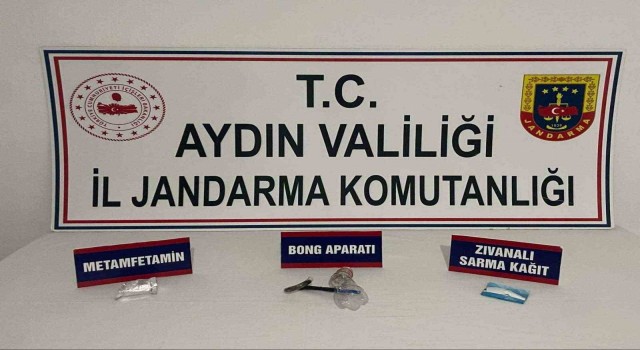 T.C.
AYDIN VALİLİĞİ
İL JANDARMA KOMUTANLIĞI
JANDARMA
METAMFETAMİN
BONG APARATI
ZIVANALI
SARMA KAĞIT